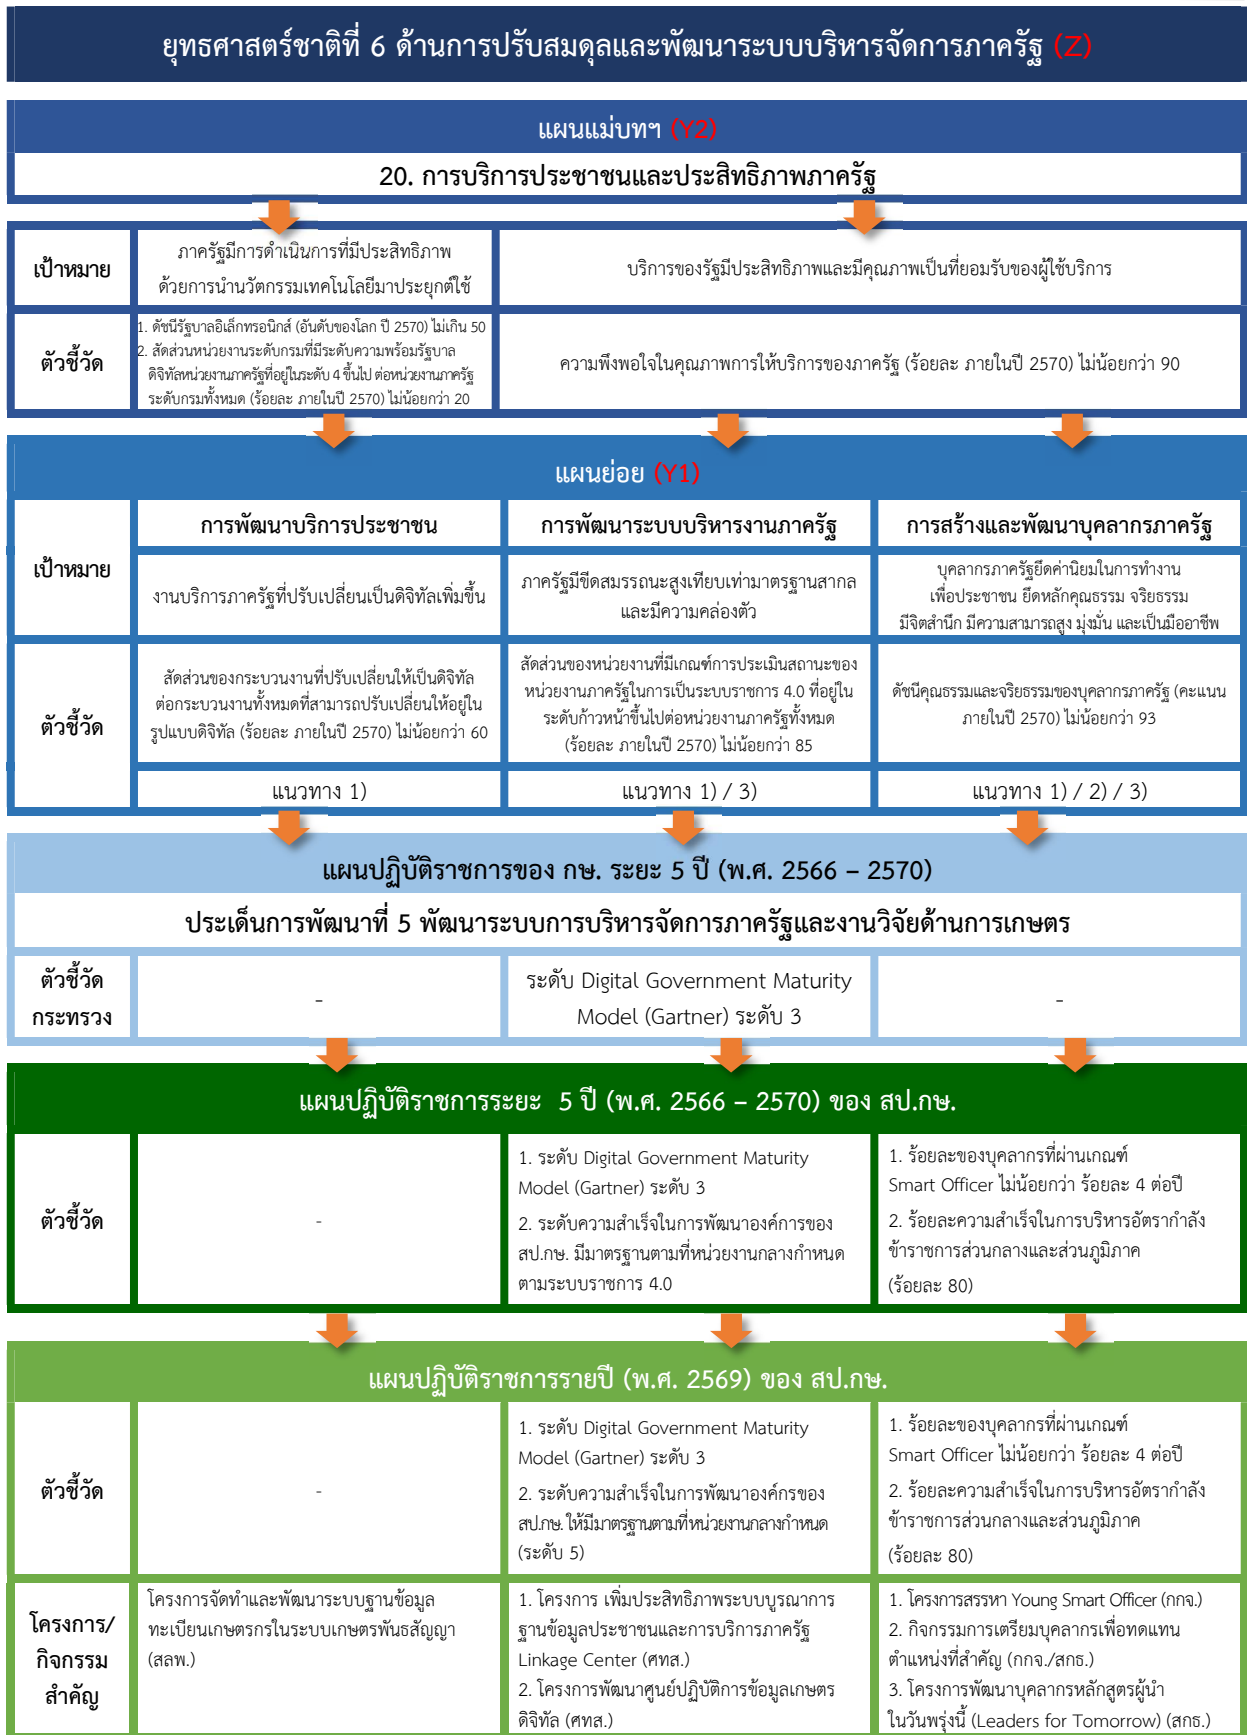 ยุทธศาสตร์ชาติที่ 6 ด้านการปรับสมดุลและพัฒนาระบบบริหารจัดการภาครัฐ (Z)
แผนแม่บทฯ (Y2)
20. การบริการประชาชนและประสิทธิภาพภาครัฐ
เป้าหมาย
ภาครัฐมีการดำเนินการที่มีประสิทธิภาพ
ด้วยการนำนวัตกรรมเทคโนโลยีมาประยุกต์ใช้
บริการของรัฐมีประสิทธิภาพและมีคุณภาพเป็นที่ยอมรับของผู้ใช้บริการ
ตัวชี้วัด
1. ดัชนีรัฐบาลอิเล็กทรอนิกส์ (อันดับของโลก ปี 2570) ไม่เกิน 50
2. สัดส่วนหน่วยงานระดับกรมที่มีระดับความพร้อมรัฐบาล
ดิจิทัลหน่วยงานภาครัฐที่อยู่ในระดับ 4 ขึ้นไป ต่อหน่วยงานภาครัฐ
ระดับกรมทั้งหมด (ร้อยละ ภายในปี 2570) ไม่น้อยกว่า 20
ความพึงพอใจในคุณภาพการให้บริการของภาครัฐ (ร้อยละ ภายในปี 2570) ไม่น้อยกว่า 90
แผนย่อย (Y1)
เป้าหมาย
การพัฒนาบริการประชาชน
การพัฒนาระบบบริหารงานภาครัฐ
การสร้างและพัฒนาบุคลากรภาครัฐ
งานบริการภาครัฐที่ปรับเปลี่ยนเป็นดิจิทัลเพิ่มขึ้น
ภาครัฐมีขีดสมรรถนะสูงเทียบเท่ามาตรฐานสากล
และมีความคล่องตัว
บุคลากรภาครัฐยึดค่านิยมในการทำงาน
เพื่อประชาชน ยึดหลักคุณธรรม จริยธรรม
มีจิตสำนึก มีความสามารถสูง มุ่งมั่น และเป็นมืออาชีพ
ตัวชี้วัด
สัดส่วนของกระบวนงานที่ปรับเปลี่ยนให้เป็นดิจิทัล
ต่อกระบวนงานทั้งหมดที่สามารถปรับเปลี่ยนให้อยู่ใน
รูปแบบดิจิทัล (ร้อยละ ภายในปี 2570) ไม่น้อยกว่า 60
สัดส่วนของหน่วยงานที่มีเกณฑ์การประเมินสถานะของ
หน่วยงานภาครัฐในการเป็นระบบราชการ 4.0 ที่อยู่ใน
ระดับก้าวหน้าขึ้นไปต่อหน่วยงานภาครัฐทั้งหมด
(ร้อยละ ภายในปี 2570) ไม่น้อยกว่า 85
ดัชนีคุณธรรมและจริยธรรมของบุคลากรภาครัฐ (คะแนน
ภายในปี 2570) ไม่น้อยกว่า 93
แนวทาง 1)
แนวทาง 1) / 3)
แนวทาง 1) / 2) / 3)
แผนปฏิบัติราชการของ กษ. ระยะ 5 ปี (พ.ศ. 2566 – 2570)
ประเด็นการพัฒนาที่ 5 พัฒนาระบบการบริหารจัดการภาครัฐและงานวิจัยด้านการเกษตร
ตัวชี้วัด
กระทรวง
-
ระดับ Digital Government Maturity
Model (Gartner) ระดับ 3
-
แผนปฏิบัติราชการระยะ 5 ปี (พ.ศ. 2566 – 2570) ของ สป.กษ.
ตัวชี้วัด
-
1. ระดับ Digital Government Maturity
Model (Gartner) ระดับ 3
2. ระดับความสำเร็จในการพัฒนาองค์การของ
สป.กษ. มีมาตรฐานตามที่หน่วยงานกลางกำหนด
ตามระบบราชการ 4.0
1. ร้อยละของบุคลากรที่ผ่านเกณฑ์
Smart Officer ไม่น้อยกว่า ร้อยละ 4 ต่อปี
2. ร้อยละความสำเร็จในการบริหารอัตรากำลัง
ข้าราชการส่วนกลางและส่วนภูมิภาค
(ร้อยละ 80)
แผนปฏิบัติราชการรายปี (พ.ศ. 2569) ของ สป.กษ.
ตัวชี้วัด
-
1. ระดับ Digital Government Maturity
Model (Gartner) ระดับ 3
2. ระดับความสำเร็จในการพัฒนาองค์กรของ
สป.กษ. ให้มีมาตรฐานตามที่หน่วยงานกลางกำหนด
(ระดับ 5)
1. ร้อยละของบุคลากรที่ผ่านเกณฑ์
Smart Officer ไม่น้อยกว่า ร้อยละ 4 ต่อปี
2. ร้อยละความสำเร็จในการบริหารอัตรากำลัง
ข้าราชการส่วนกลางและส่วนภูมิภาค
(ร้อยละ 80)
โครงการ/
กิจกรรม
สำคัญ
โครงการจัดทำและพัฒนาระบบฐานข้อมูล
ทะเบียนเกษตรกรในระบบเกษตรพันธสัญญา
(สลพ.)
1. โครงการ เพิ่มประสิทธิภาพระบบบูรณาการ
ฐานข้อมูลประชาชนและการบริการภาครัฐ
Linkage Center (ศทส.)
2. โครงการพัฒนาศูนย์ปฏิบัติการข้อมูลเกษตร
ดิจิทัล (ศทส.)
1. โครงการสรรหา Young Smart Officer (กกจ.)
2. กิจกรรมการเตรียมบุคลากรเพื่อทดแทน
ตำแหน่งที่สำคัญ (กกจ./สกธ.)
3. โครงการพัฒนาบุคลากรหลักสูตรผู้นำ
ในวันพรุ่งนี้ (Leaders for Tomorrow) (สกธ.)